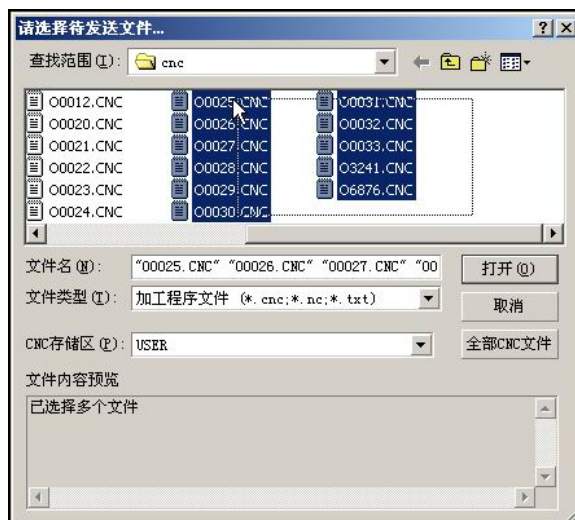 请选择待发送文件...
查找范围(I): cnc
O0012.CNC O0025.CNC O0031.CNC
O0020.CNC O0026.CNC O0032.CNC
O0021.CNC O0027.CNC O0033.CNC
O0022.CNC O0028.CNC O3241.CNC
O0023.CNC O0029.CNC O6876.CNC
O0024.CNC O0030.CNC
文件名(N): "O0025.CNC" "O0026.CNC" "O0027.CNC" "O0 打开(O)
文件类型(T): 加工程序文件 (*.cnc;*.nc;*.txt) 取消
CNC存储区(P): USER 全部CNC文件
文件内容预览
已选择多个文件